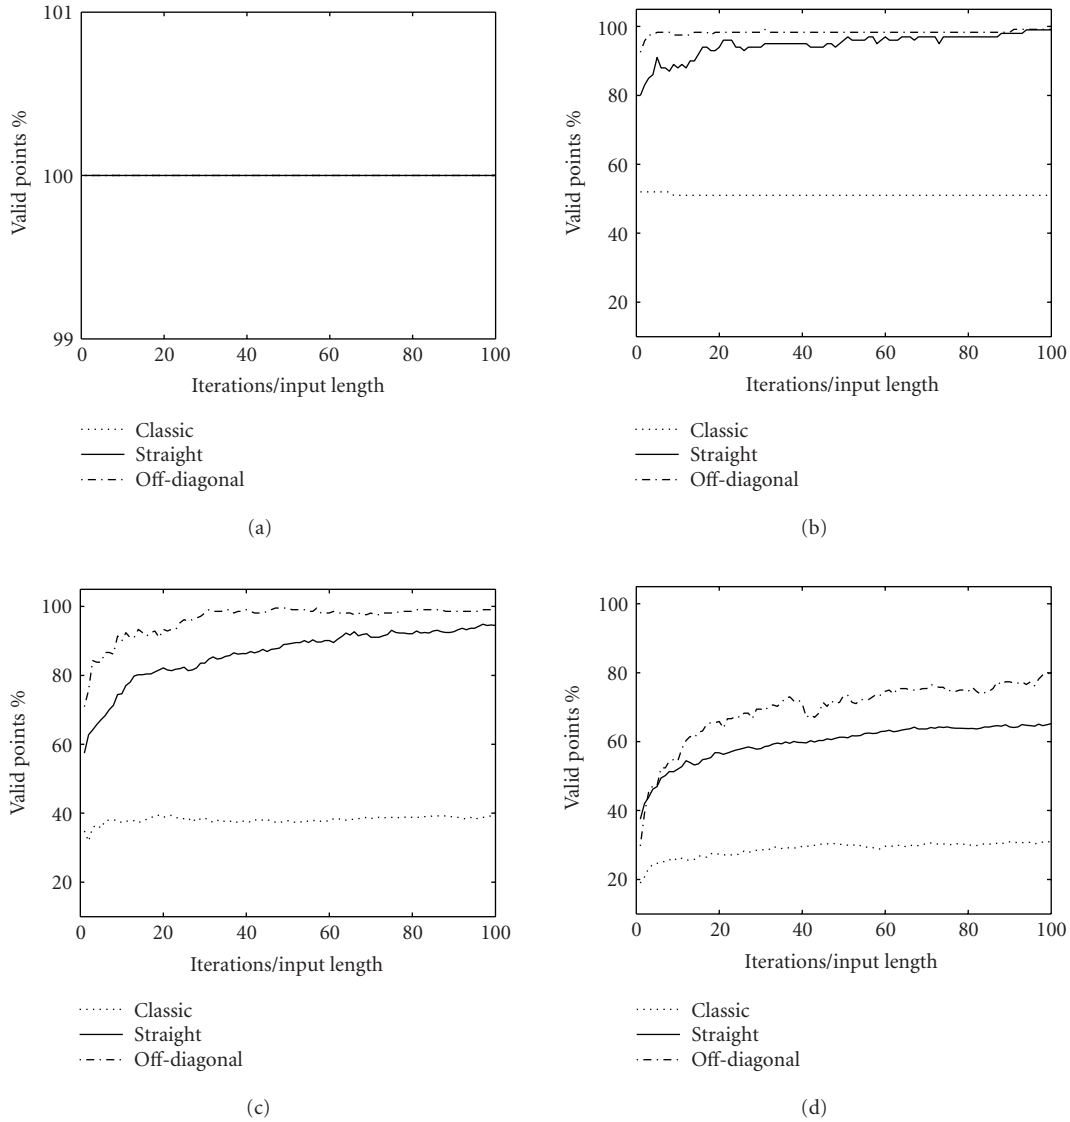 101
100
99
Valid points %
0 20 40 60 80 100
Iterations/input length
Classic
Straight
Off-diagonal
(a)
100
80
60
40
20
Valid points %
0 20 40 60 80 100
Iterations/input length
Classic
Straight
Off-diagonal
(b)
100
80
60
40
20
Valid points %
0 20 40 60 80 100
Iterations/input length
Classic
Straight
Off-diagonal
(c)
100
80
60
40
20
Valid points %
0 20 40 60 80 100
Iterations/input length
Classic
Straight
Off-diagonal
(d)